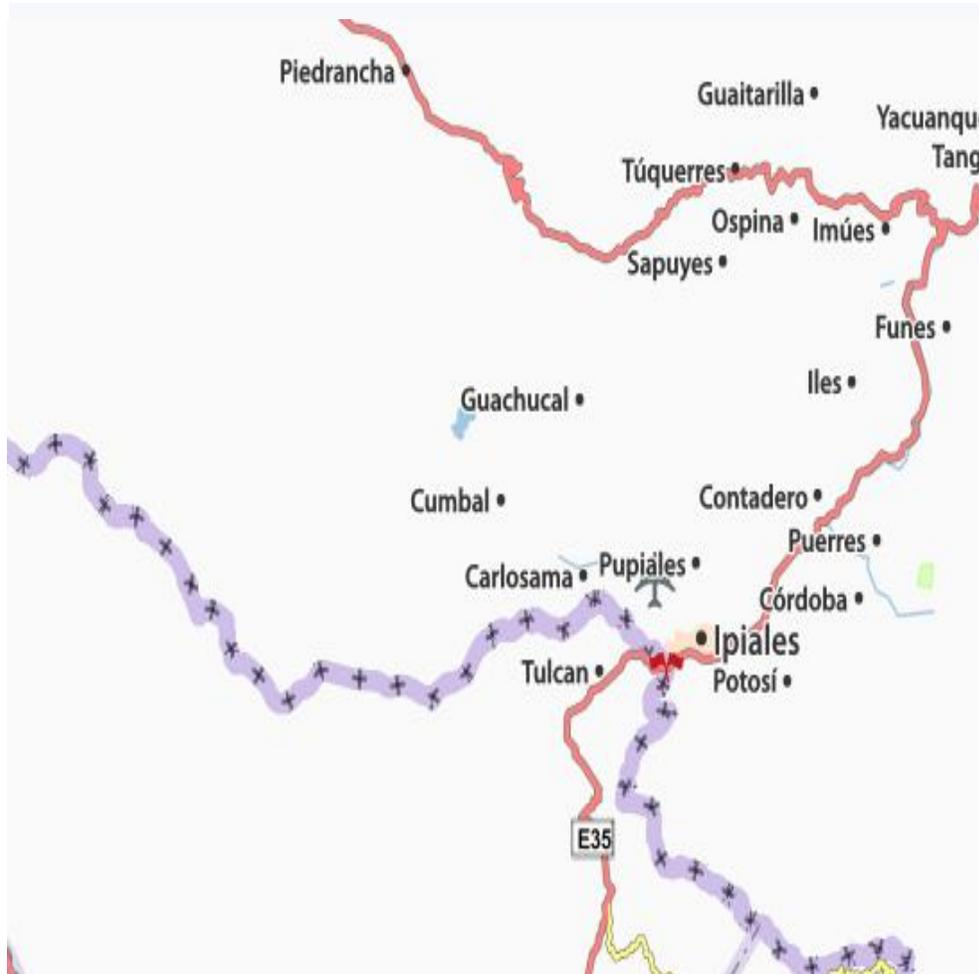 Piedrancha
Guaitarilla
Yacuanqu
Tang
Túquerres
Ospina
Imúes
Sapuyes
Funes
Iles
Guachucal
Cumbal
Contadero
Puerres
Pupiales
Carlosama
Córdoba
Ipiales
Tulcan
Potosí
E35